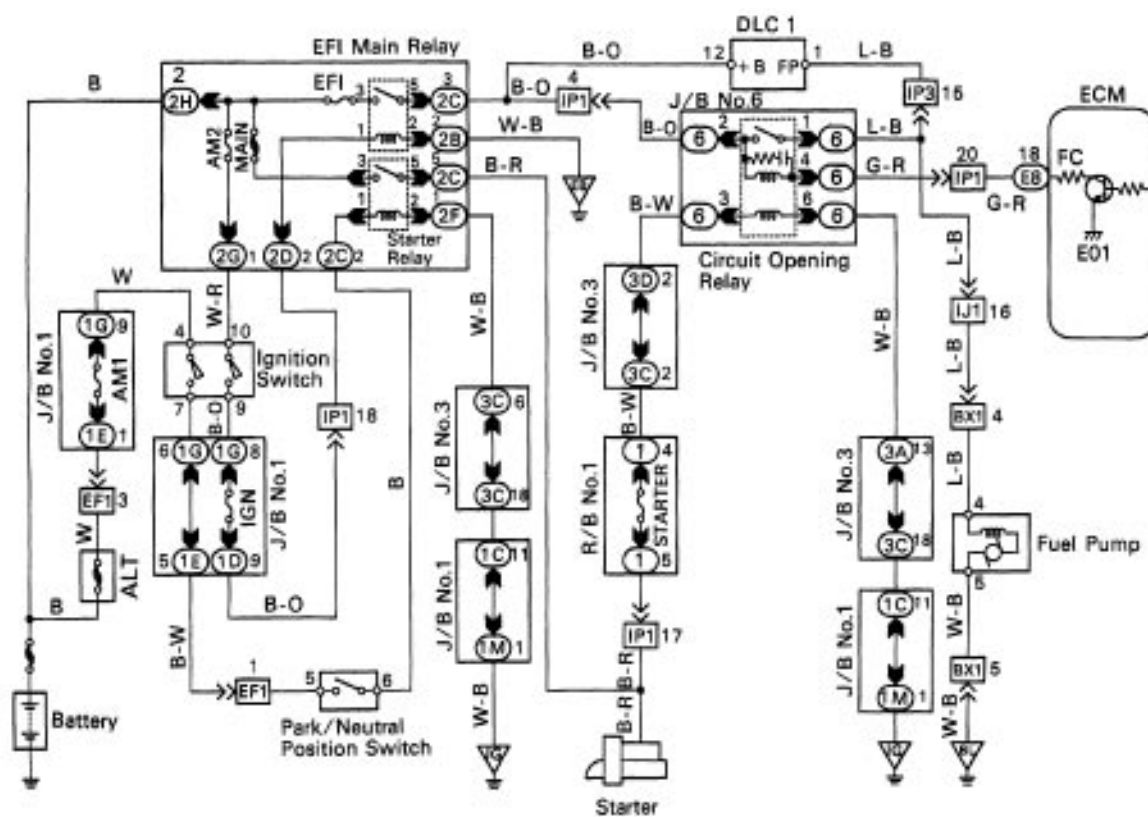 DLC 1
EFI Main Relay
B-O 12 +B FP 1 L-B
2 EFI 3 5 3 4
B 2H 2C B-O IP1 IP3 15 ECM
J/B No.6
AM2 MAIN 1 2 2 2B W-B B-O 6 2 1 6 L-B 20 18 FC
3 5 5 2C B-R 4 6 G-R IP1 E8
G-R
1 2 2F B-W 6 3 6 6 E01
Starter Relay
2G 1 2D 2 2C 2
Circuit Opening Relay
L-B
W W-R W-B 3D 2
J/B No.3
W-B IJ1 16
1G 9 4 10
J/B No.1 AM1
Ignition Switch
3C 2
L-B
7 9 B-O
1E 1
IP1 18
3C 6
B-W
BX1 4
6 1G 1G 8
J/B No.3
1 4
3A 13
L-B
EF1 3
IGN
J/B No.1
B
3C 18
R/B No.1 STARTER
J/B No.3
4
W
5 1E 1D 9
1C 11
1 5
3C 18
Fuel Pump
ALT
B-O
J/B No.1
5
B
B-W
1M 1
IP1 17
1C 11
W-B
J/B No.1
1 EF1 5 6
B-R
BX1 5
W-B
B-R
1M 1
W-B
Battery
Park/Neutral Position Switch
IG
Starter